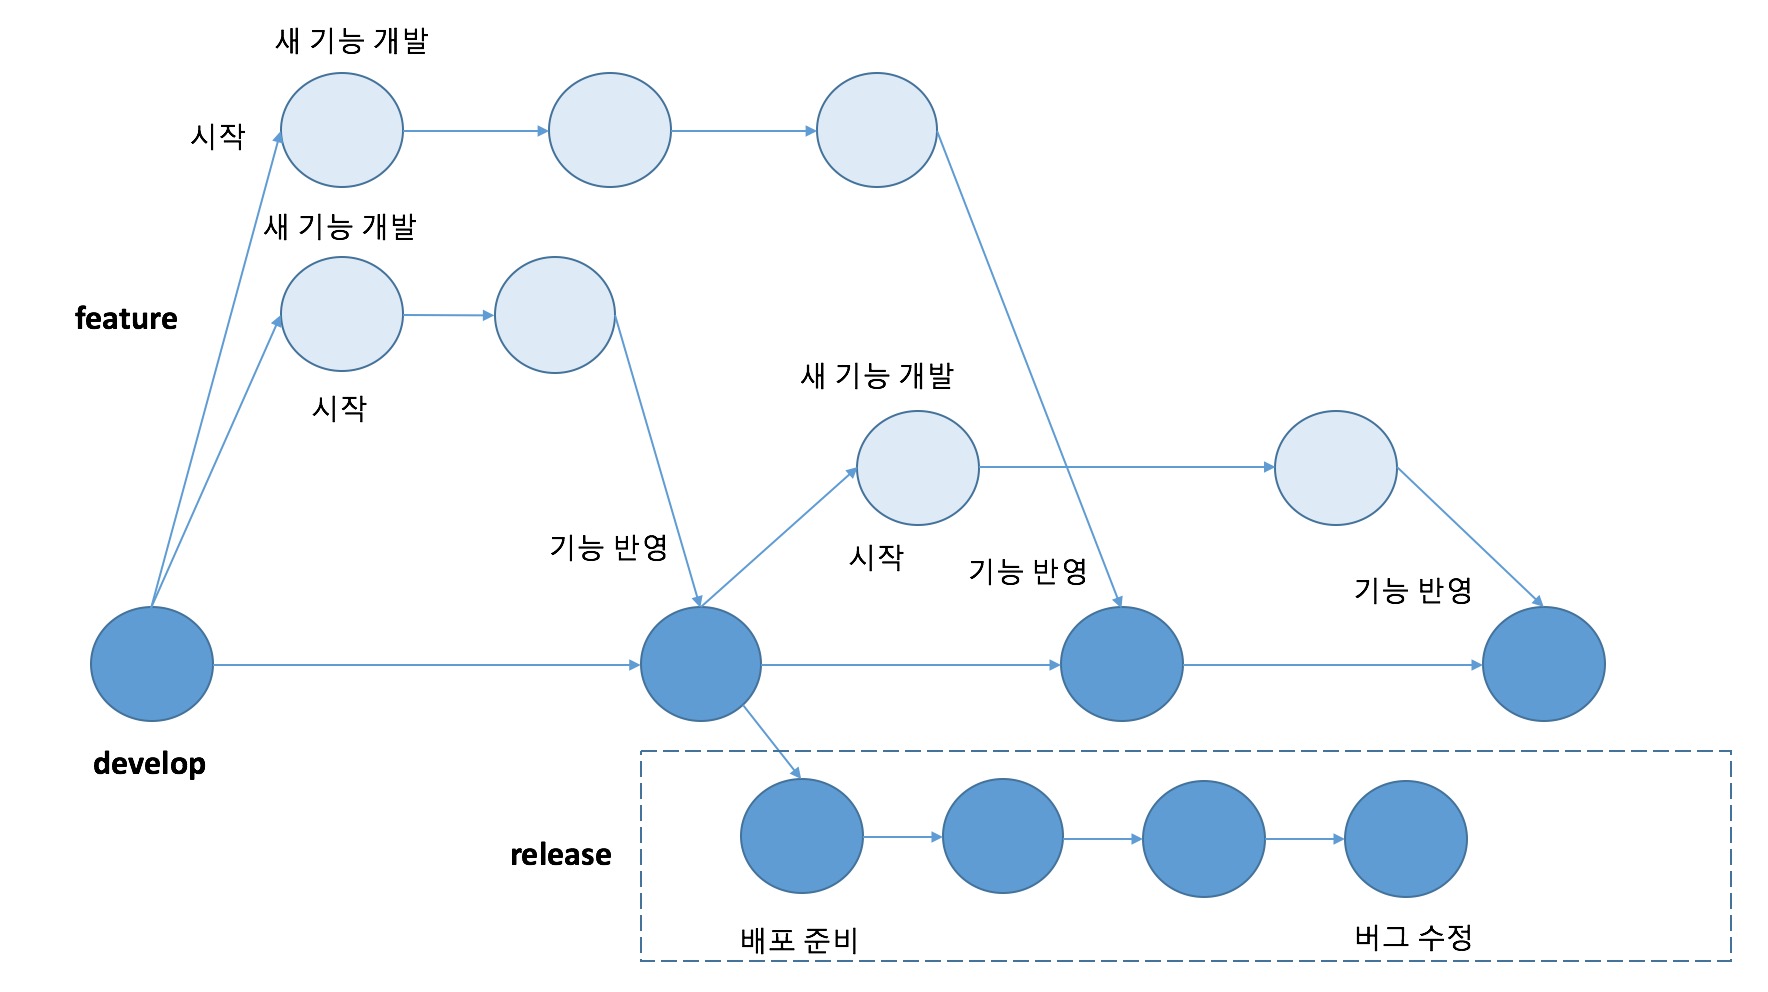 새 기능 개발
시작
새 기능 개발
feature
시작
새 기능 개발
기능 반영
시작
기능 반영
기능 반영
develop
release
배포 준비
버그 수정